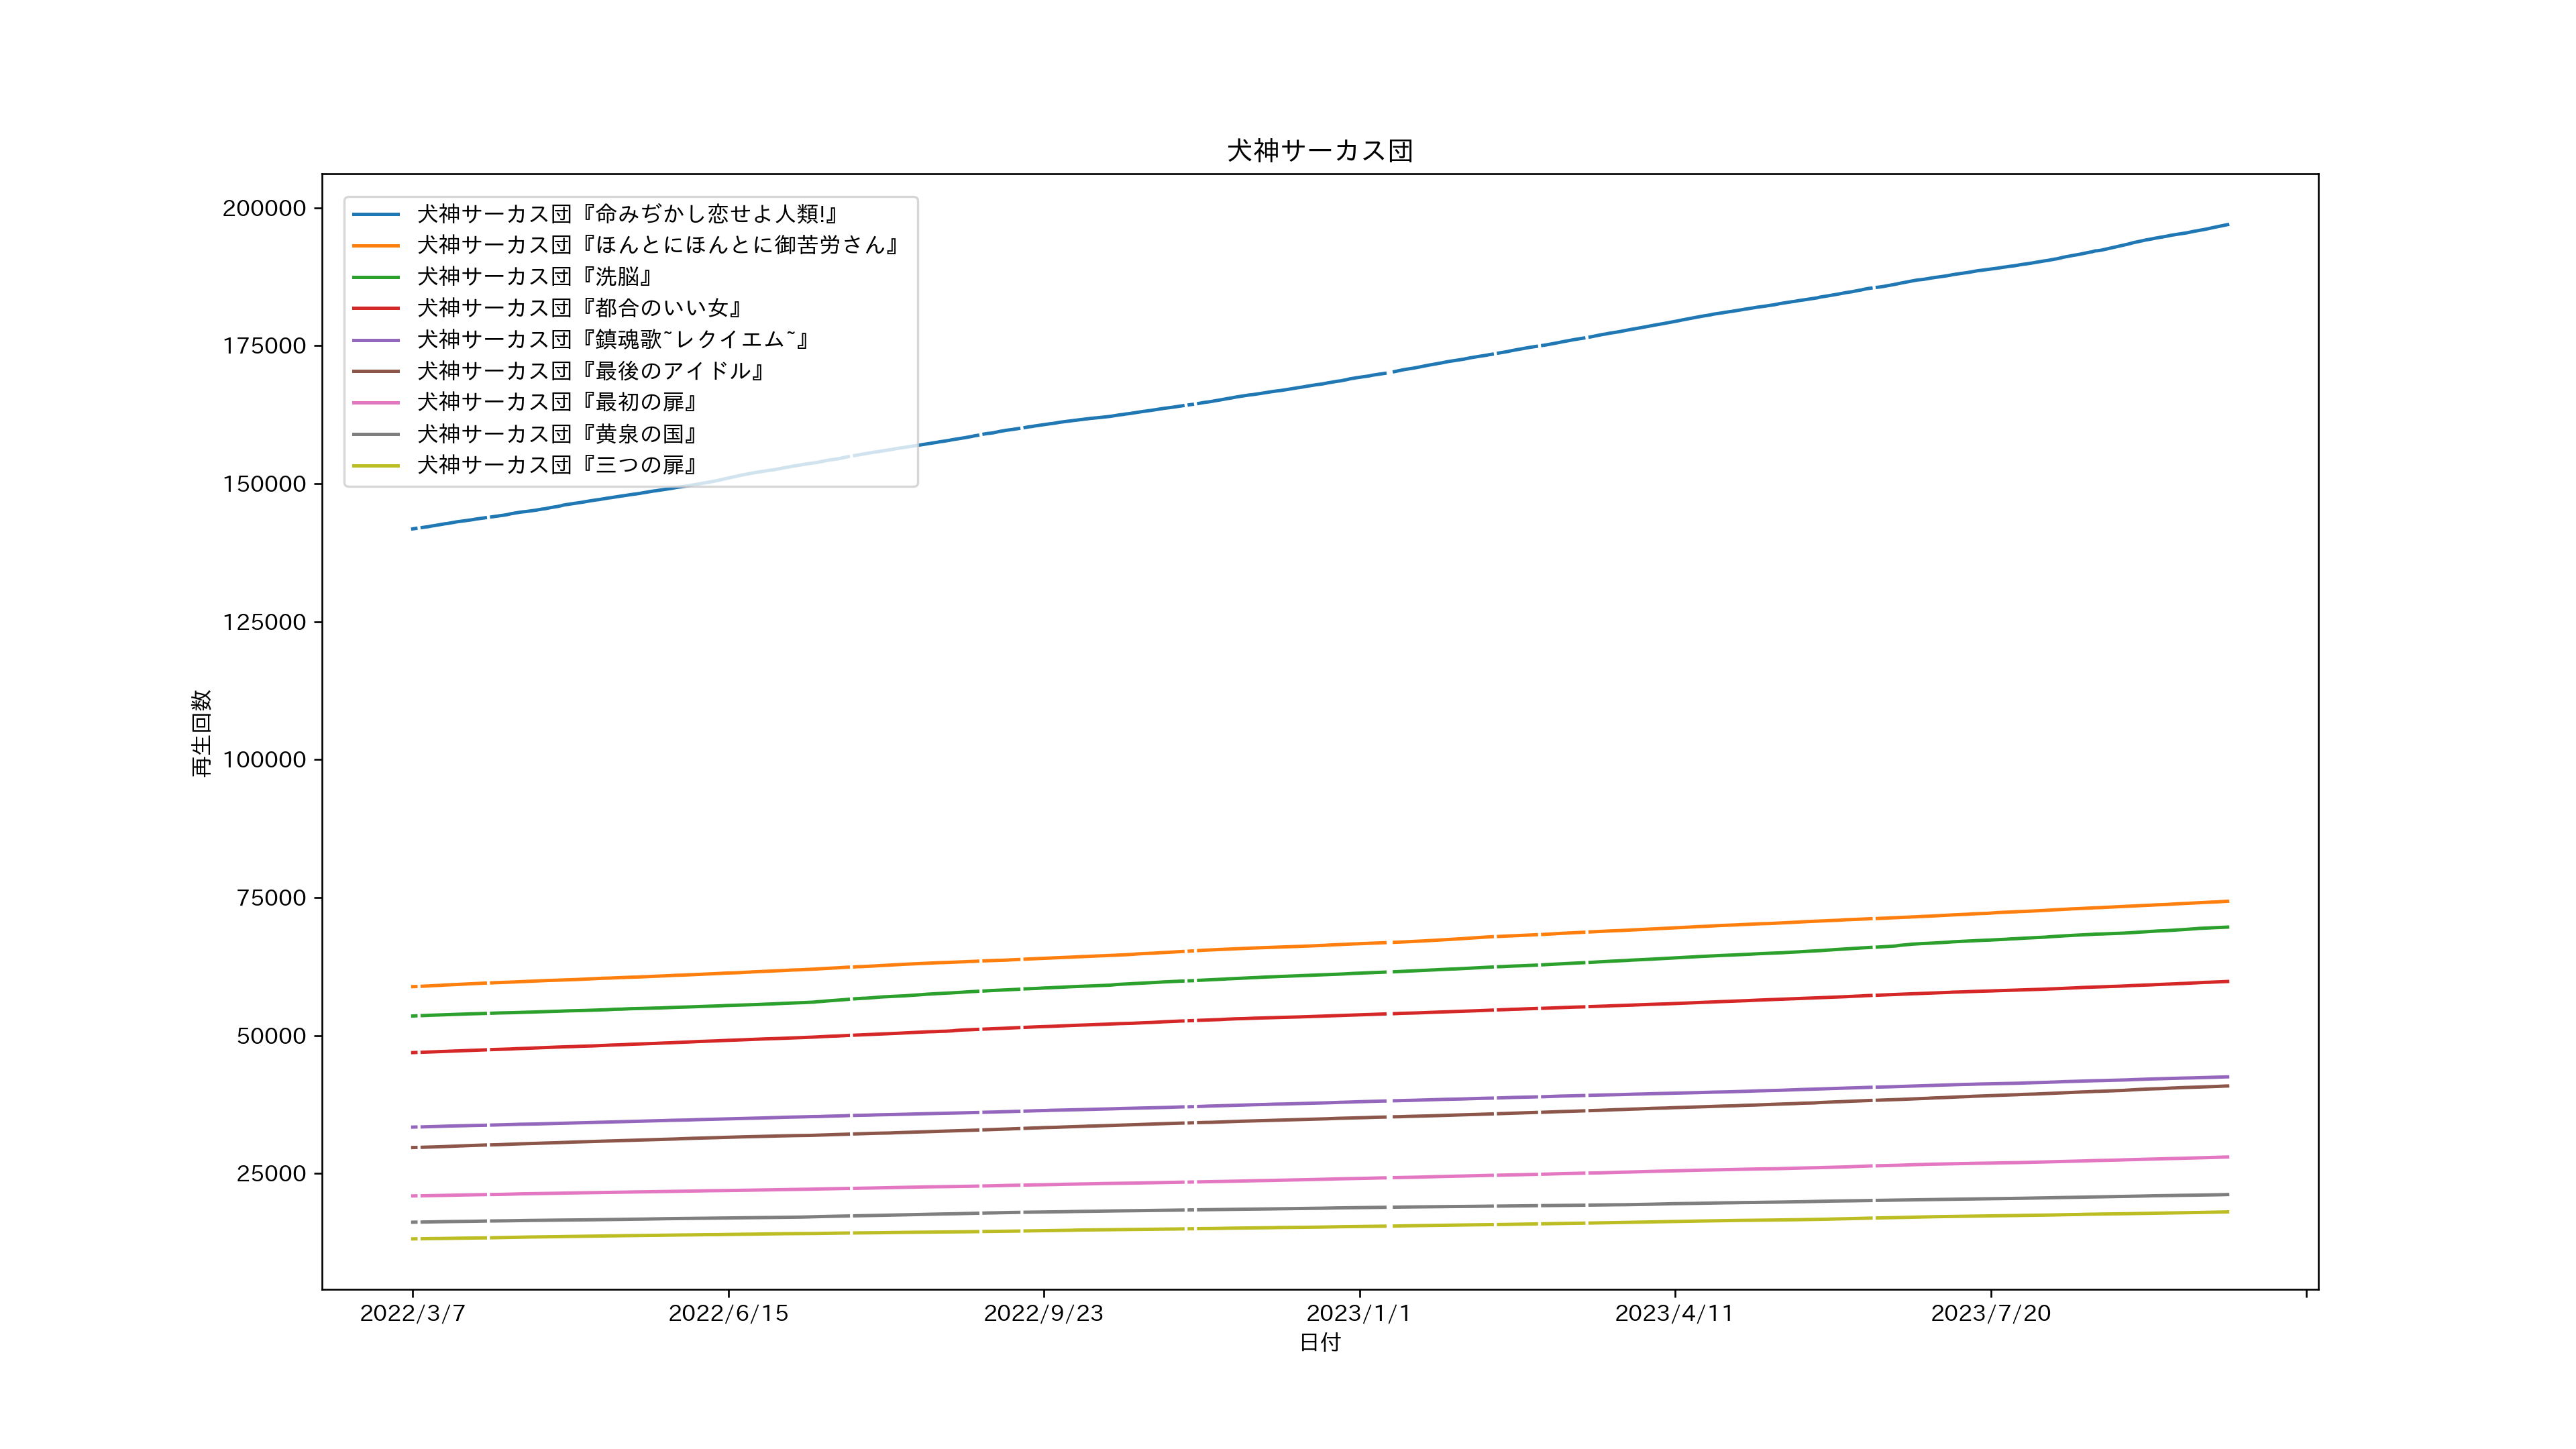 犬神サーカス団
犬神サーカス団『命みぢかし恋せよ人類!』
犬神サーカス団『ほんとにほんとに御苦労さん』
犬神サーカス団『洗脳』
犬神サーカス団『都合のいい女』
犬神サーカス団『鎮魂歌~レクイエム~』
犬神サーカス団『最後のアイドル』
犬神サーカス団『最初の扉』
犬神サーカス団『黄泉の国』
犬神サーカス団『三つの扉』
200000
175000
150000
125000
100000
75000
50000
25000
再生回数
2022/3/7
2022/6/15
2022/9/23
2023/1/1
2023/4/11
2023/7/20
日付